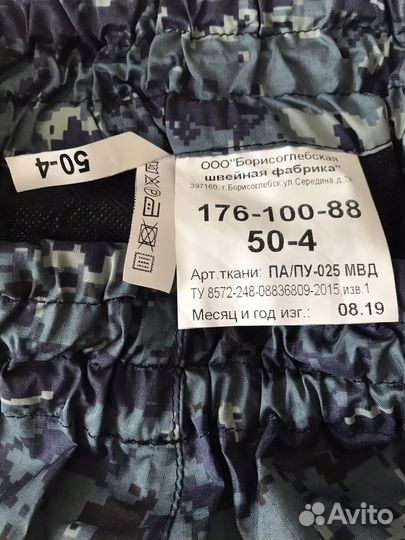 50-4
ООО"Борисоглебская
швейная фабрика"
397160, г.Борисоглебск,ул.Середина,д.2а
176-100-88
50-4
Арт.ткани: ПА/ПУ-025 МВД
ТУ 8572-248-08836809-2015,изв.1
Месяц и год изг.: 08.19
Avito